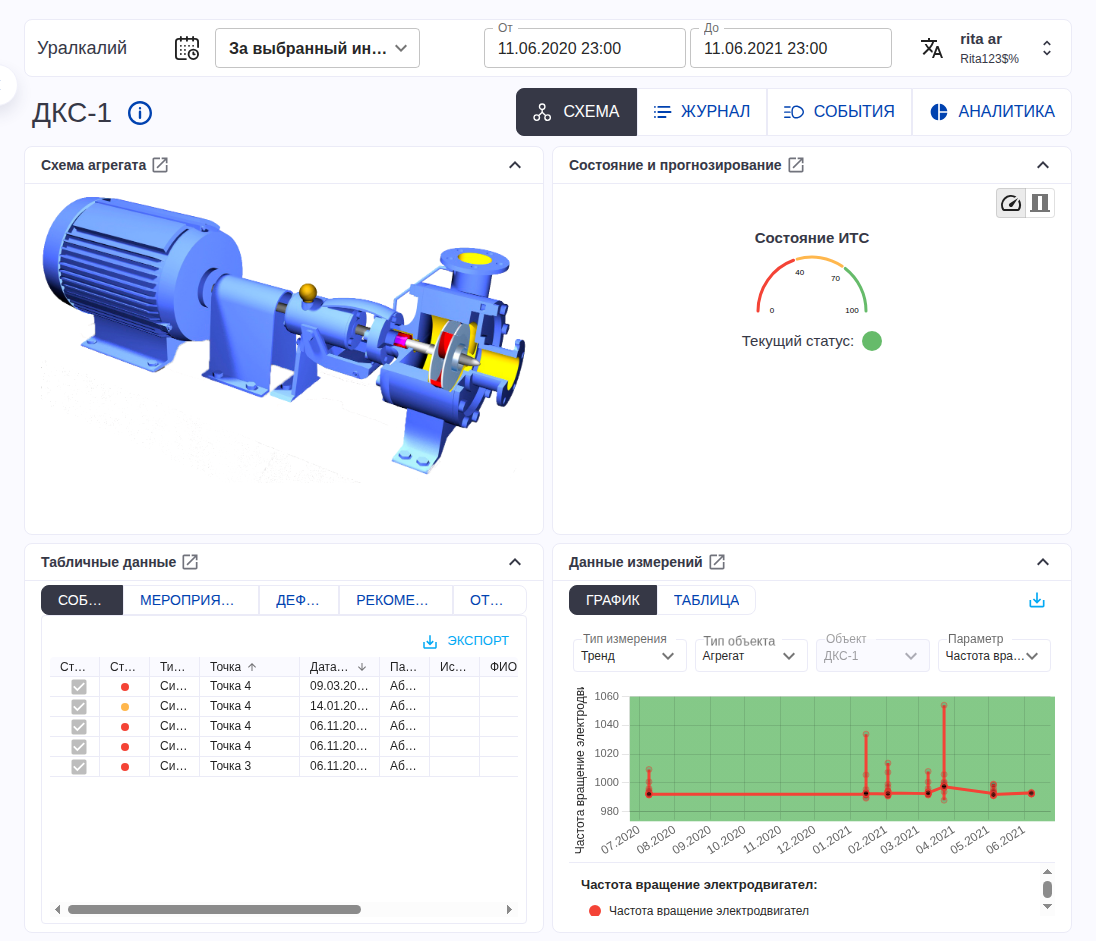 Уралкалий
За выбранный ин...
От
11.06.2020 23:00
До
11.06.2021 23:00
rita ar
Rita123$%
ДКС-1
СХЕМА
ЖУРНАЛ
СОБЫТИЯ
АНАЛИТИКА
Схема агрегата
Состояние и прогнозирование
Состояние ИТС
0
40
70
100
Текущий статус:
Табличные данные
СОБ...
МЕРОПРИЯ...
ДЕФ...
РЕКОМЕ...
ОТ...
ЭКСПОРТ
Ст... Ст... Ти... Точка Дата... Па... Ис... ФИО
Си... Точка 4 09.03.20... Аб...
Си... Точка 4 14.01.20... Аб...
Си... Точка 4 06.11.20... Аб...
Си... Точка 4 06.11.20... Аб...
Си... Точка 3 06.11.20... Аб...
Данные измерений
ГРАФИК
ТАБЛИЦА
Тип измерения
Тренд
Тип объекта
Агрегат
Объект
ДКС-1
Параметр
Частота вра...
Частота вращение электродв
1060
1040
1020
1000
980
07.2020 08.2020 09.2020 10.2020 11.2020 12.2020 01.2021 02.2021 03.2021 04.2021 05.2021 06.2021
Частота вращение электродвигател:
Частота вращение электродвигател